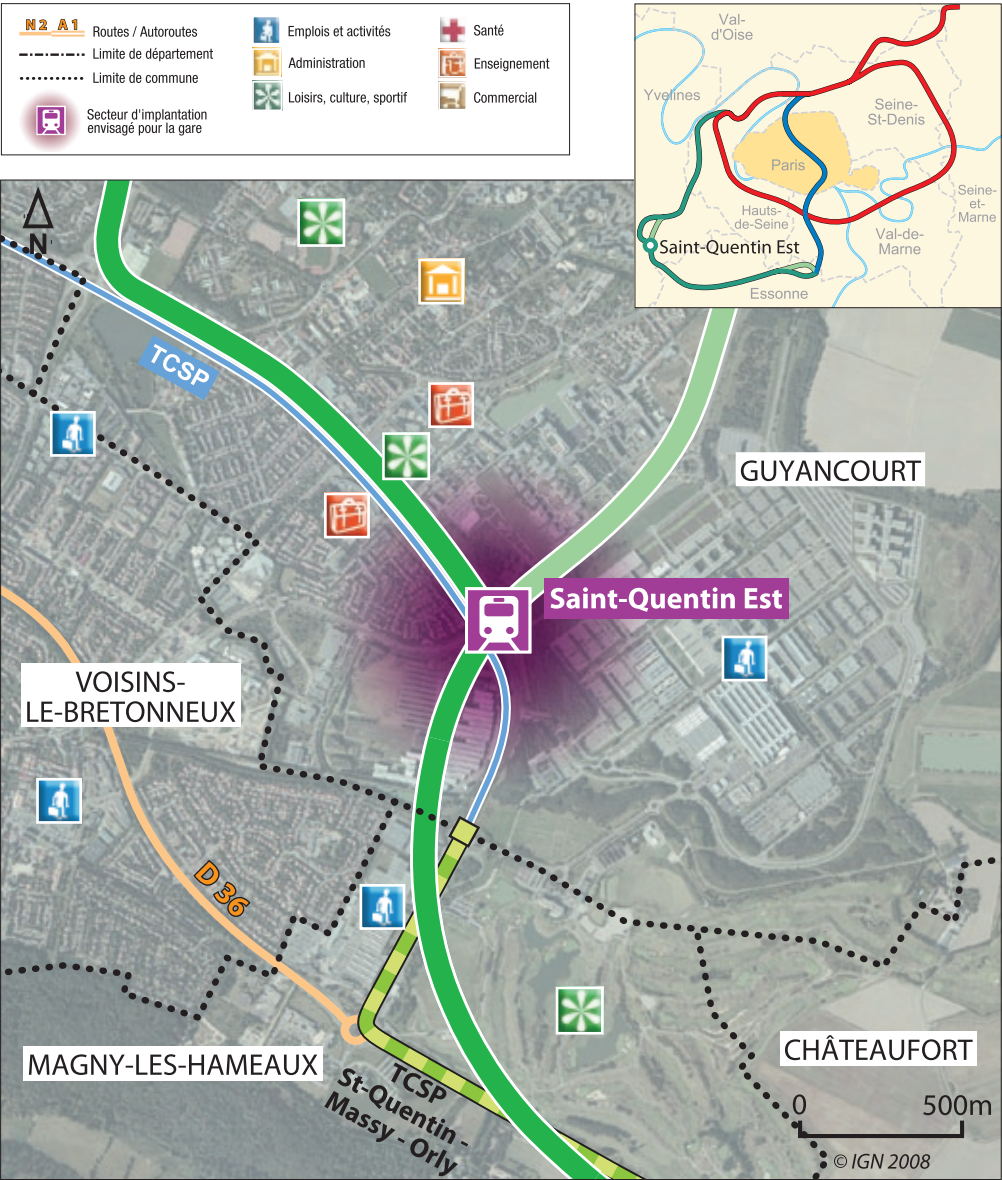 N2 A1
Routes / Autoroutes
Limite de département
Limite de commune
Secteur d'implantation
envisagé pour la gare
Emplois et activités
Administration
Loisirs, culture, sportif
Santé
Enseignement
Commercial
Val-
d'Oise
Yvelines
Seine-
St-Denis
Paris
Hauts-
de-Seine
Seine-
et-
Marne
Val-de-
Marne
Saint-Quentin Est
Essonne
N
TCSP
GUYANCOURT
Saint-Quentin Est
VOISINS-
LE-BRETONNEUX
D 36
MAGNY-LES-HAMEAUX
TCSP
St-Quentin -
Massy - Orly
CHÂTEAUFORT
0 500m
© IGN 2008